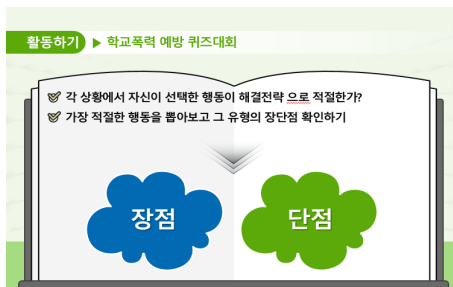 활동하기 ▶ 학교폭력 예방 퀴즈대회
각 상황에서 자신이 선택한 행동이 해결전략 으로 적절한가?
가장 적절한 행동을 뽑아보고 그 유형의 장단점 확인하기
장점 단점